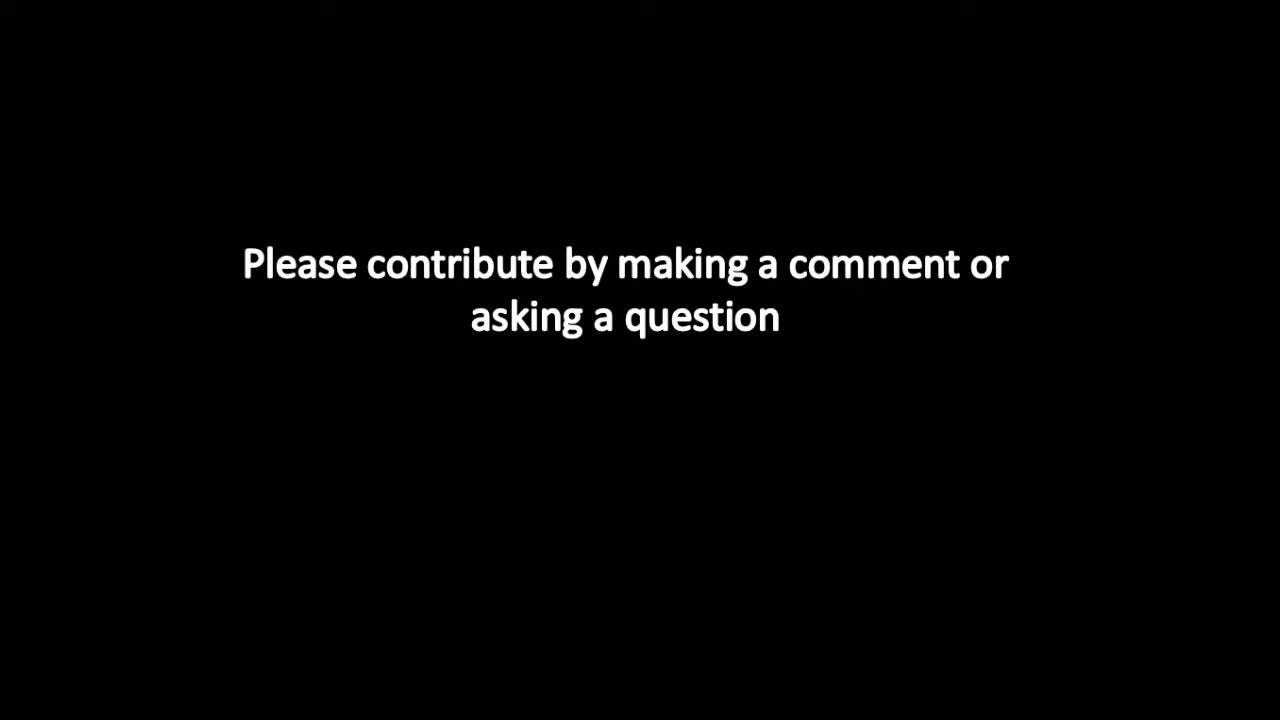 Please contribute by making a comment or
asking a question